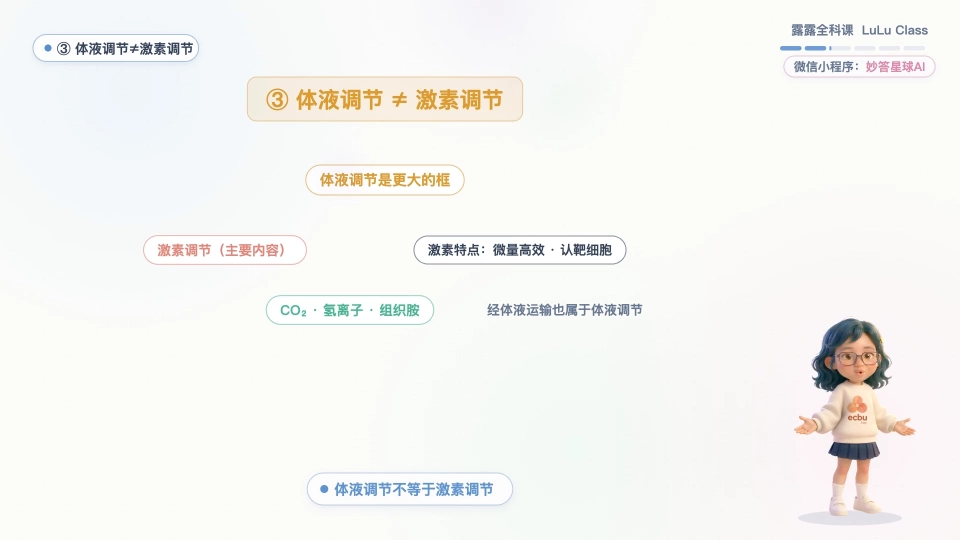 ③ 体液调节≠激素调节
露露全科课 LuLu Class
微信小程序：妙答星球AI
③ 体液调节 ≠ 激素调节
体液调节是更大的框
激素调节（主要内容）
激素特点：微量高效 · 认靶细胞
CO₂ · 氢离子 · 组织胺
经体液运输也属于体液调节
ecbu
体液调节不等于激素调节